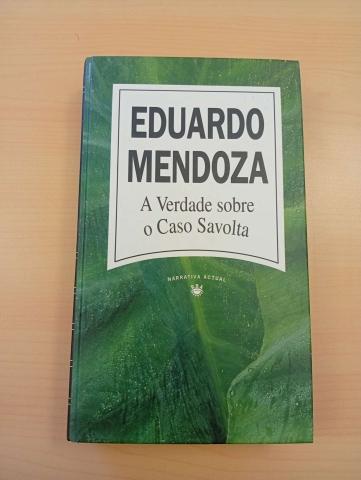 EDUARDO
MENDOZA
A Verdade sobre
o Caso Savolta
NARRATIVA ACTUAL